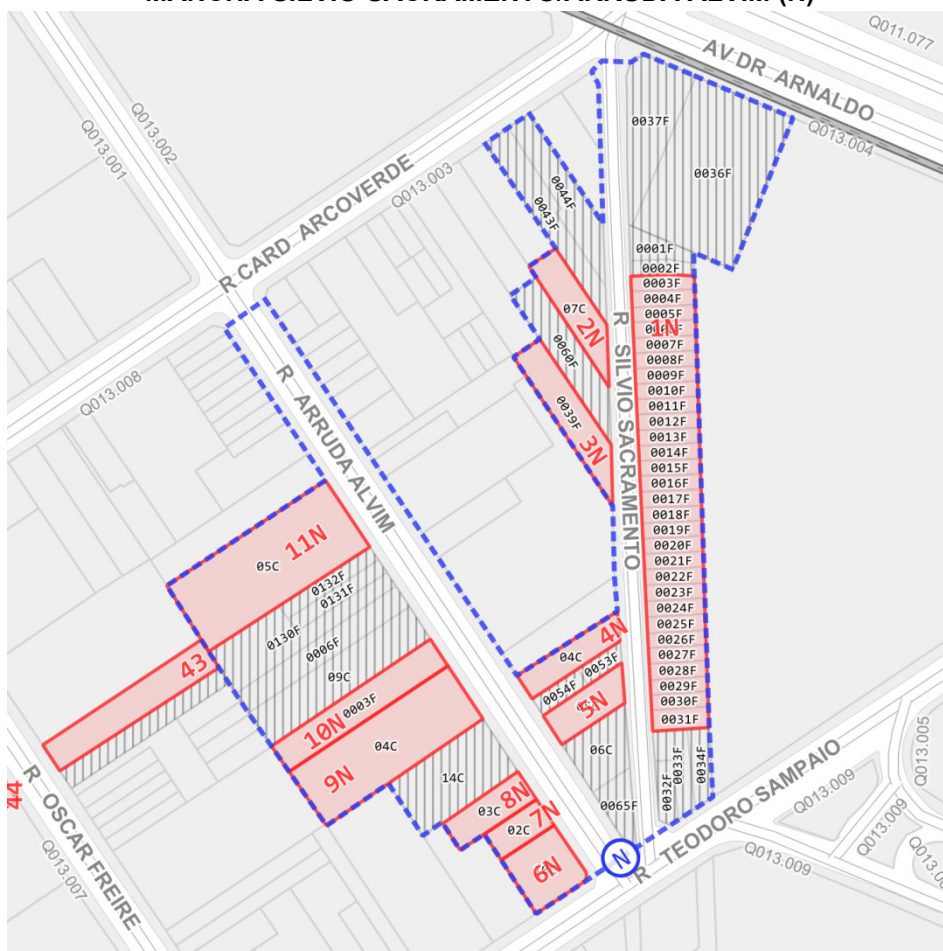 Q011.077
AV DR ARNALDO
Q013.004
Q013.002
Q013.001
R CARD ARCOVERDE
Q013.003
0037F
0036F
0044F
0043F
0001F
0002F
0003F
0004F
0005F
1N
0007F
0008F
0009F
0010F
0011F
0012F
0013F
0014F
0015F
0016F
0017F
0018F
0019F
0020F
0021F
0022F
0023F
0024F
0025F
0026F
0027F
0028F
0029F
0030F
0031F
07C
2N
0060F
0039F
3N
R SILVIO SACRAMENTO
Q013.008
R ARRUDA ALVIM
05C
11N
0132F
0131F
0130F
0006F
09C
0003F
10N
04C
9N
43
44
R OSCAR FREIRE
Q013.007
04C
4N
0053F
0054F
5N
06C
0065F
0032F
0033F
0034F
14C
03C
8N
02C
7N
6N
N
R TEODORO SAMPAIO
Q013.009
Q013.009
Q013.009
Q013.005